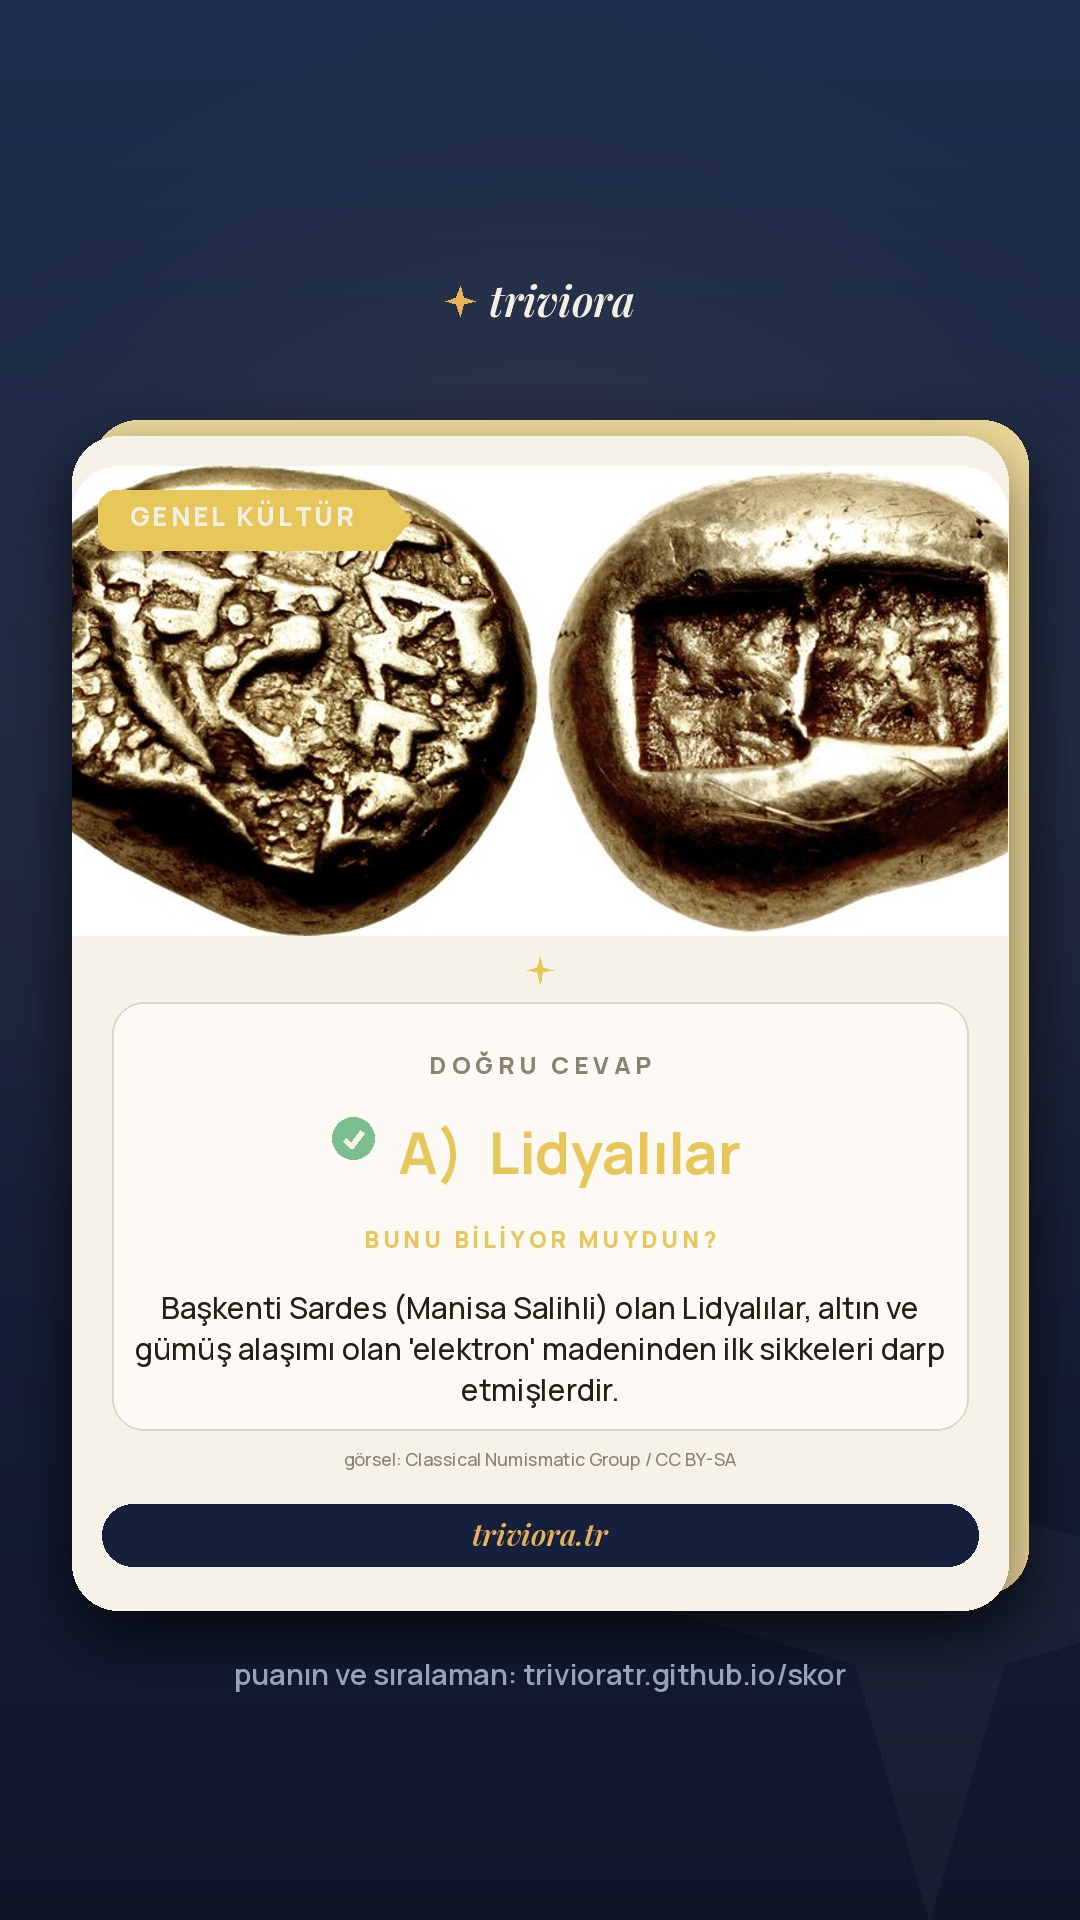 triviora
GENEL KÜLTÜR
DOĞRU CEVAP
A) Lidyalılar
BUNU BİLİYOR MUYDUN?
Başkenti Sardes (Manisa Salihli) olan Lidyalılar, altın ve
gümüş alaşımı olan 'elektron' madeninden ilk sikkeleri darp
etmişlerdir.
görsel: Classical Numismatic Group / CC BY-SA
triviora.tr
puanın ve sıralaman: trivioratr.github.io/skor